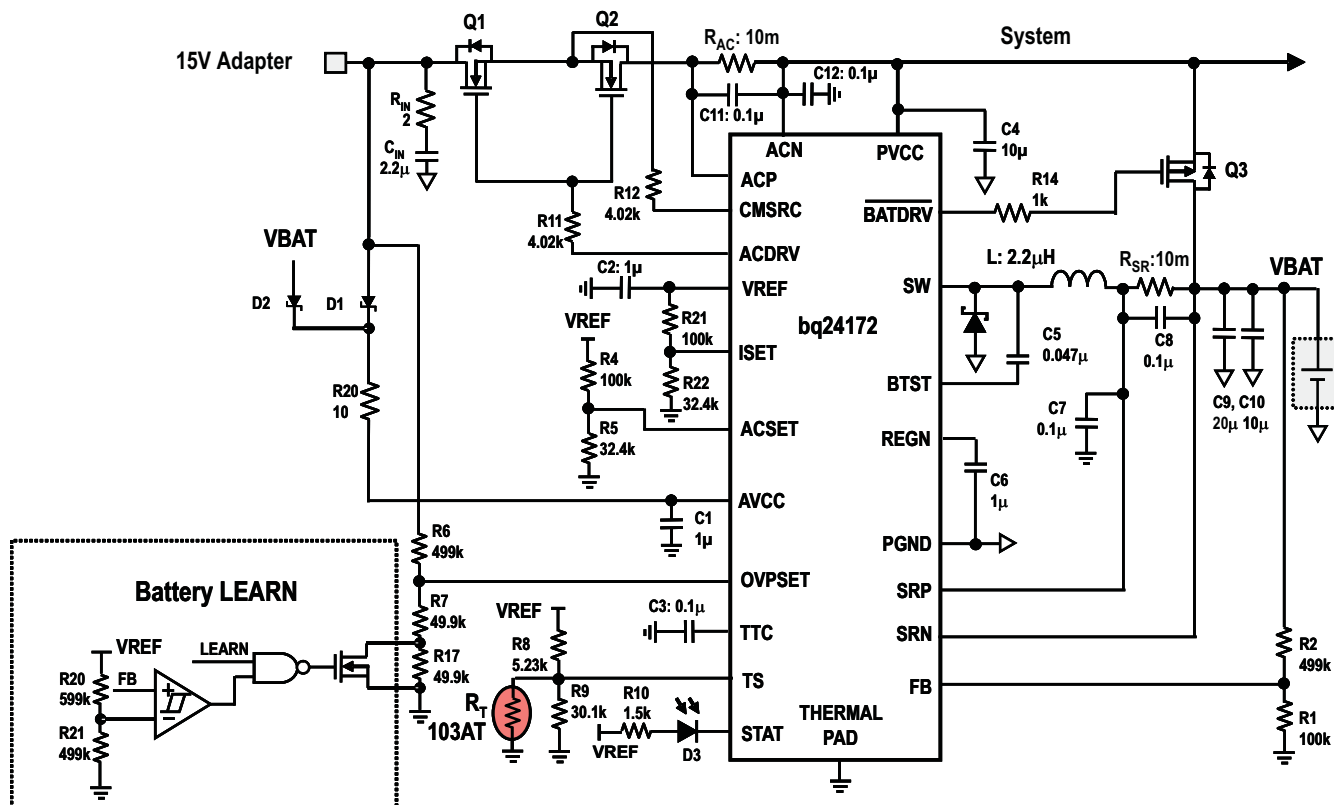 Q1
Q2
15V Adapter
RAC: 10m
System
RIN
2
CIN
2.2µ
C12: 0.1µ
C11: 0.1µ
C4
10µ
ACN
PVCC
ACP
CMSRC
ACDRV
VREF
ISET
ACSET
AVCC
OVPSET
TTC
TS
STAT
bq24172
THERMAL
PAD
BATDRV
SW
BTST
REGN
PGND
SRP
SRN
FB
R12
4.02k
R11
4.02k
R14
1k
Q3
VBAT
D2
D1
C2: 1µ
VREF
R21
100k
R4
100k
R22
32.4k
R5
32.4k
L: 2.2µH
RSR:10m
VBAT
C5
0.047µ
C8
0.1µ
C7
0.1µ
C9, C10
20µ 10µ
R20
10
C6
1µ
C1
1µ
R6
499k
R7
49.9k
R17
49.9k
C3: 0.1µ
VREF
R8
5.23k
R9
30.1k
R10
1.5k
VREF
D3
RT
103AT
R2
499k
R1
100k
Battery LEARN
VREF
LEARN
R20
599k
FB
R21
499k